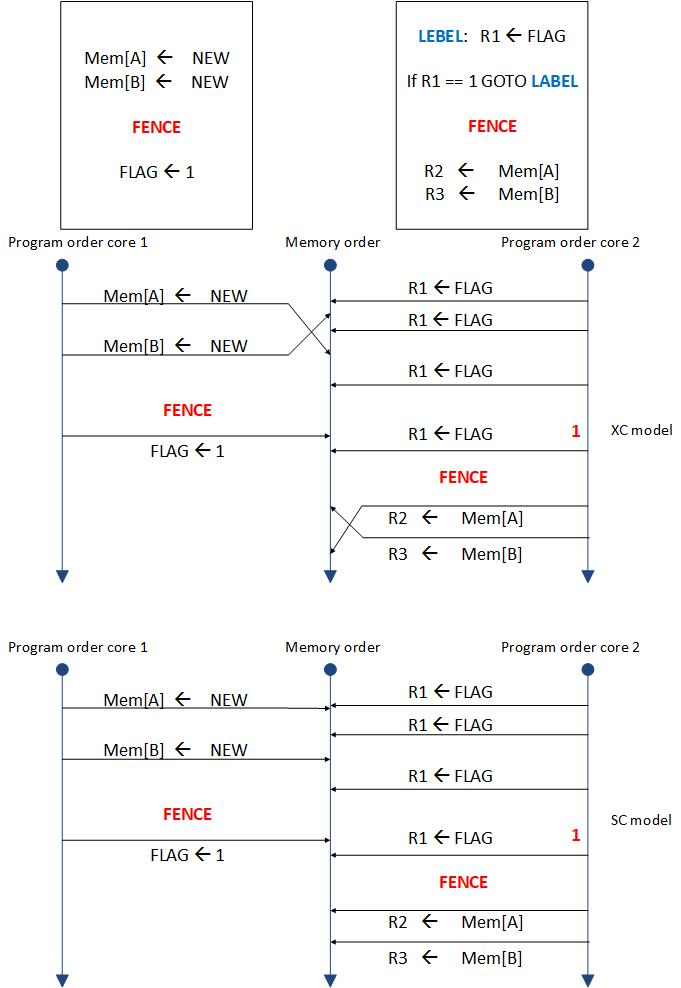 Mem[A] ← NEW
Mem[B] ← NEW
FENCE
FLAG ← 1
LEBEL: R1 ← FLAG
If R1 == 1 GOTO LABEL
FENCE
R2 ← Mem[A]
R3 ← Mem[B]
Program order core 1 Memory order Program order core 2
Mem[A] ← NEW R1 ← FLAG
R1 ← FLAG
Mem[B] ← NEW
R1 ← FLAG
FENCE
R1 ← FLAG 1 XC model
FLAG ← 1
FENCE
R2 ← Mem[A]
R3 ← Mem[B]
Program order core 1 Memory order Program order core 2
Mem[A] ← NEW R1 ← FLAG
R1 ← FLAG
Mem[B] ← NEW
R1 ← FLAG
FENCE SC model
R1 ← FLAG 1
FLAG ← 1
FENCE
R2 ← Mem[A]
R3 ← Mem[B]